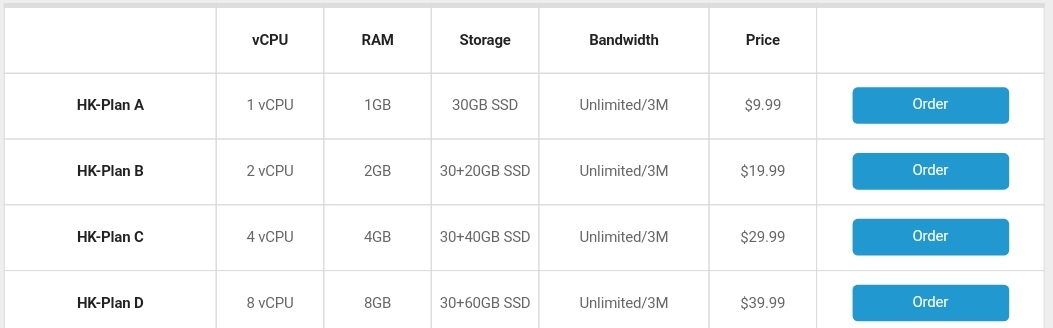 vCPU RAM Storage Bandwidth Price
HK-Plan A 1 vCPU 1GB 30GB SSD Unlimited/3M $9.99 Order
HK-Plan B 2 vCPU 2GB 30+20GB SSD Unlimited/3M $19.99 Order
HK-Plan C 4 vCPU 4GB 30+40GB SSD Unlimited/3M $29.99 Order
HK-Plan D 8 vCPU 8GB 30+60GB SSD Unlimited/3M $39.99 Order